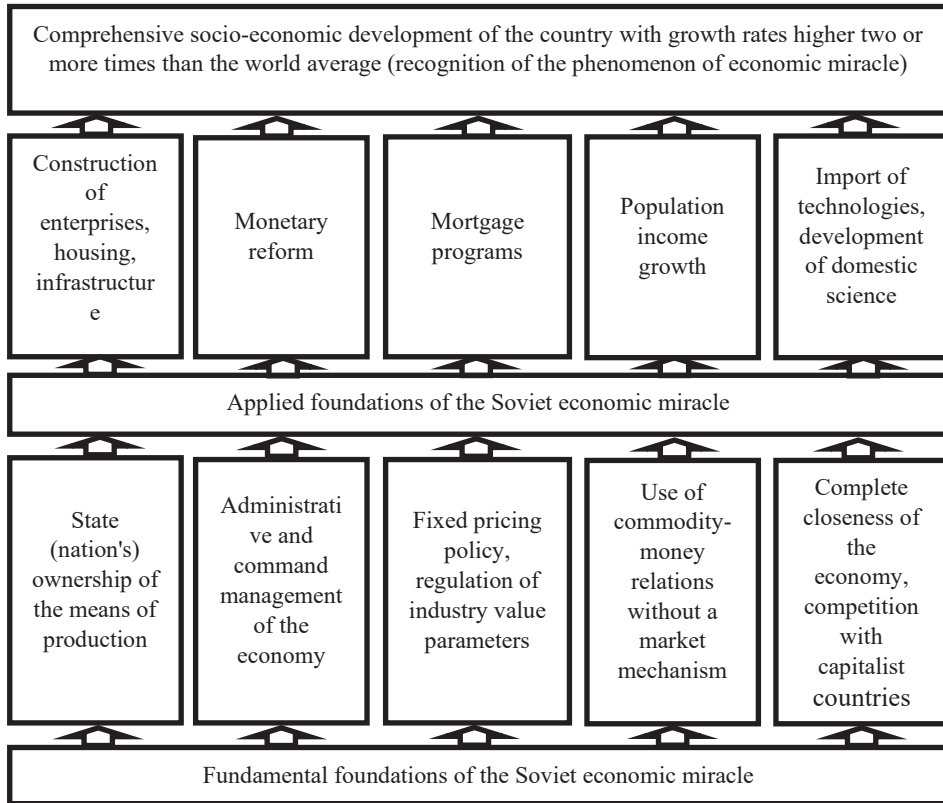 Comprehensive socio-economic development of the country with growth rates higher two or
more times than the world average (recognition of the phenomenon of economic miracle)
Construction
of
enterprises,
housing,
infrastructur
e
Monetary
reform
Mortgage
programs
Population
income
growth
Import of
technologies,
development
of domestic
science
Applied foundations of the Soviet economic miracle
State
(nation's)
ownership of
the means of
production
Administrati
ve and
command
management
of the
economy
Fixed pricing
policy,
regulation of
industry value
parameters
Use of
commodity-
money
relations
without a
market
mechanism
Complete
closeness of
the
economy,
competition
with
capitalist
countries
Fundamental foundations of the Soviet economic miracle